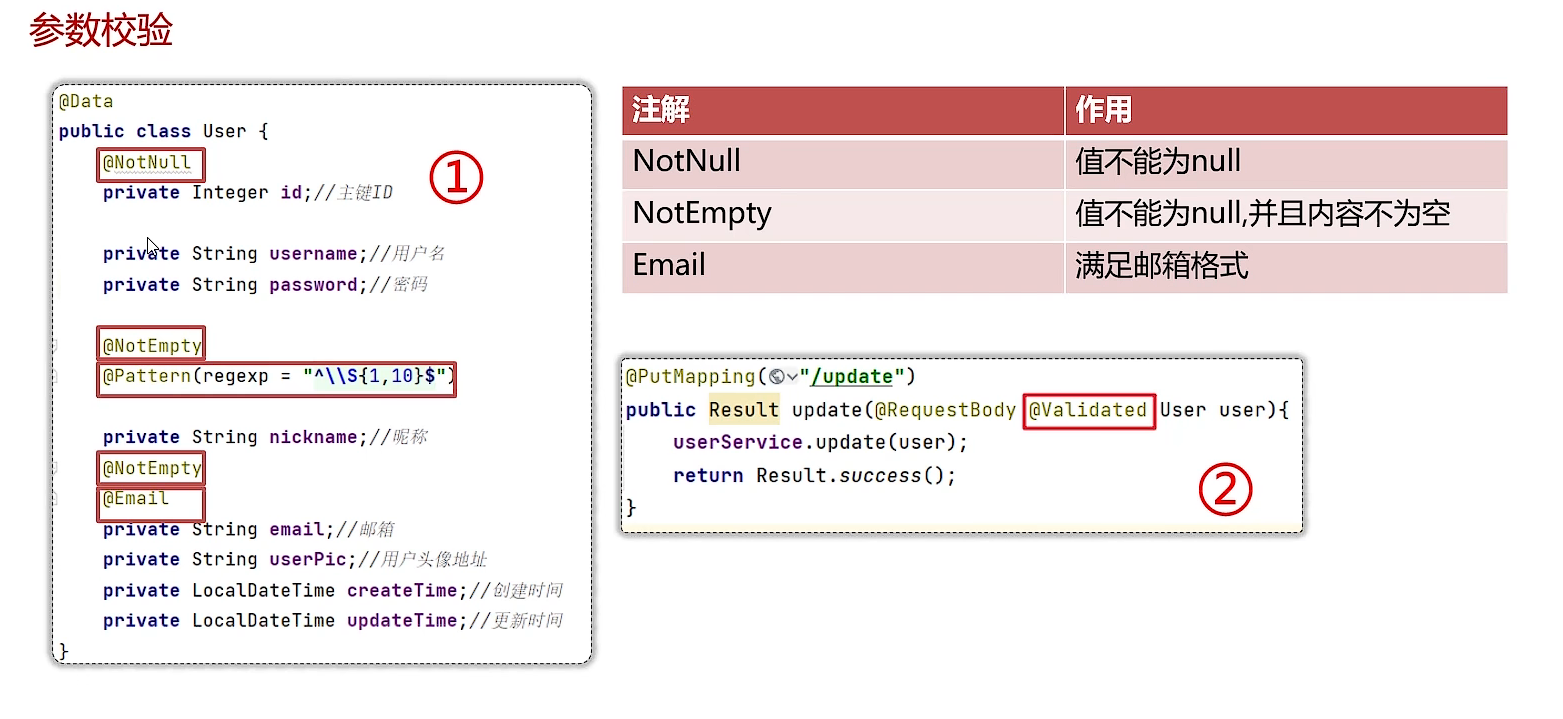 参数校验
@Data
public class User {
@NotNull
private Integer id;//主键ID
①
private String username;//用户名
private String password;//密码
@NotEmpty
@Pattern(regexp = "^\\S{1,10}$")
private String nickname;//昵称
@NotEmpty
@Email
private String email;//邮箱
private String userPic;//用户头像地址
private LocalDateTime createTime;//创建时间
private LocalDateTime updateTime;//更新时间
}
注解 作用
NotNull 值不能为null
NotEmpty 值不能为null,并且内容不为空
Email 满足邮箱格式
@PutMapping("/update")
public Result update(@RequestBody @Validated User user){
userService.update(user);
return Result.success();
}
②